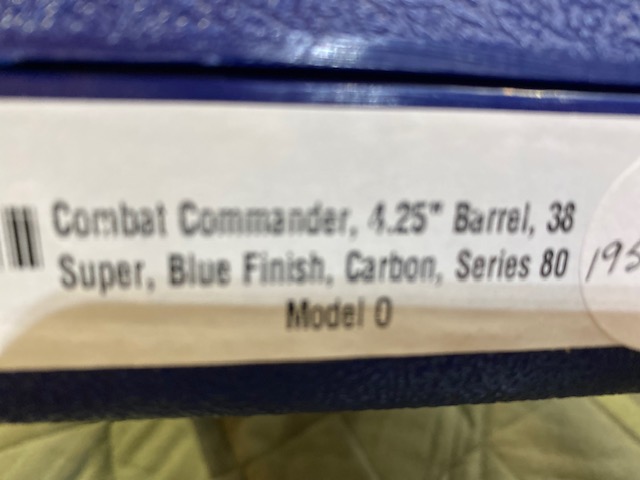 Combat Commander, 4.25" Barrel, 38
Super, Blue Finish, Carbon, Series 80
Model O